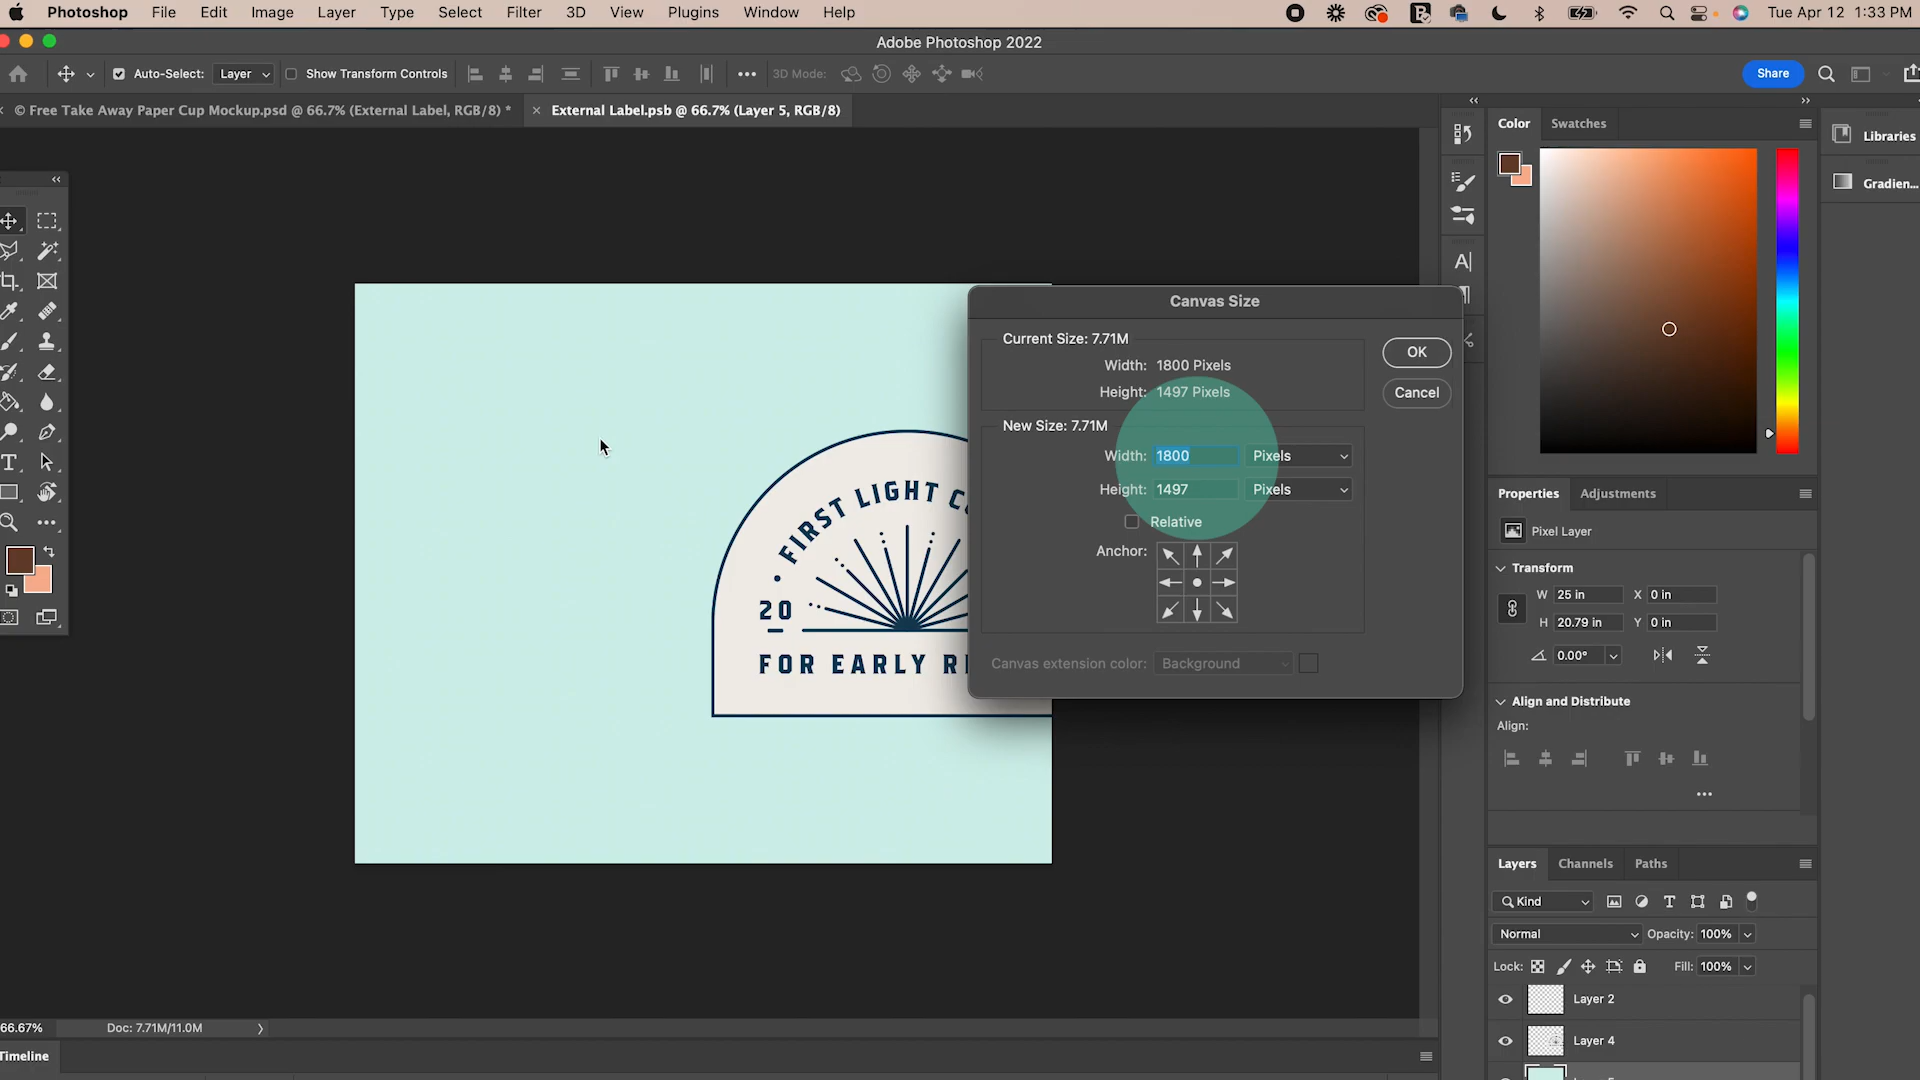 Photoshop File Edit Image Layer Type Select Filter 3D View Plugins Window Help Tue Apr 12 1:33 PM
Adobe Photoshop 2022
Auto-Select: Layer Show Transform Controls 3D Mode: Share
© Free Take Away Paper Cup Mockup.psd @ 66.7% (External Label, RGB/8) * External Label.psb @ 66.7% (Layer 5, RGB/8)
Color Swatches
Libraries
Gradien...
Canvas Size
Current Size: 7.71M
Width: 1800 Pixels
Height: 1497 Pixels
OK
Cancel
New Size: 7.71M
Width: 1800 Pixels
Height: 1497 Pixels
Relative
Anchor:
Canvas extension color: Background
• FIRST LIGHT
20
FOR EARLY
Properties Adjustments
Pixel Layer
Transform
W 25 in X 0 in
H 20.79 in Y 0 in
0.00°
Align and Distribute
Align:
Layers Channels Paths
Kind
Normal Opacity: 100%
Lock: Fill: 100%
Layer 2
Layer 4
66.67% Doc: 7.71M/11.0M
Timeline